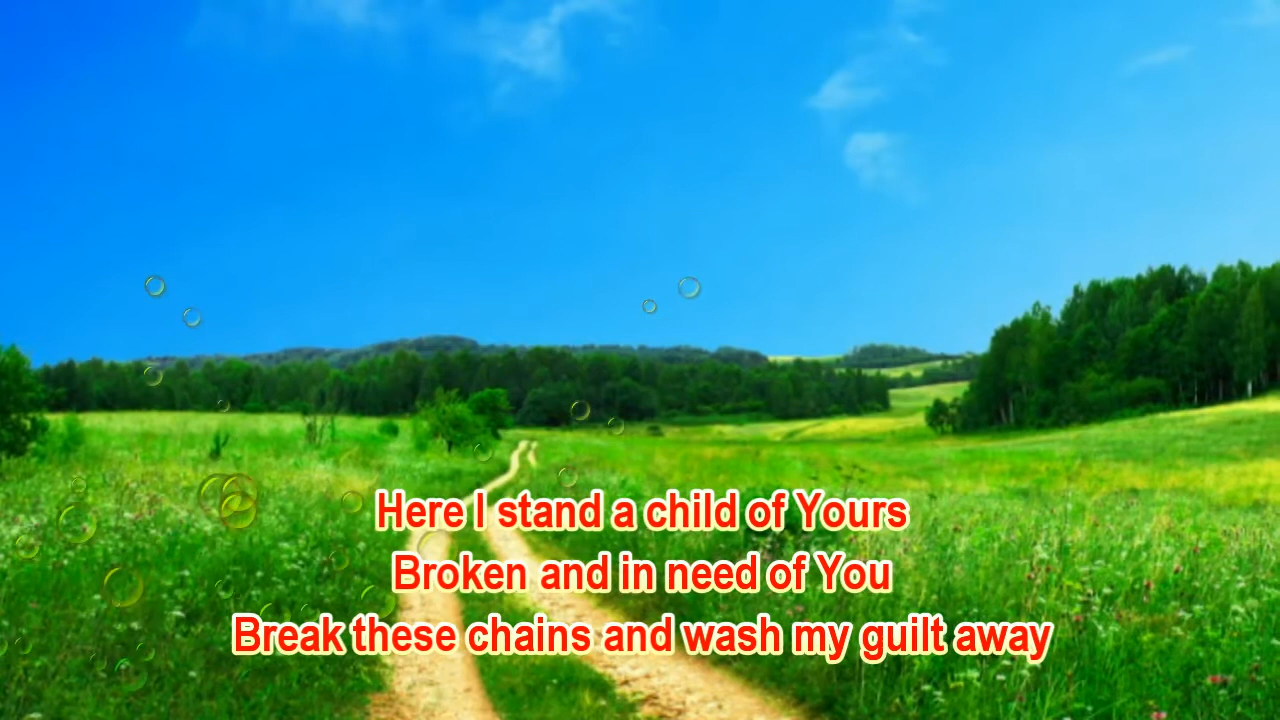 Here I stand a child of Yours
Broken and in need of You
Break these chains and wash my guilt away